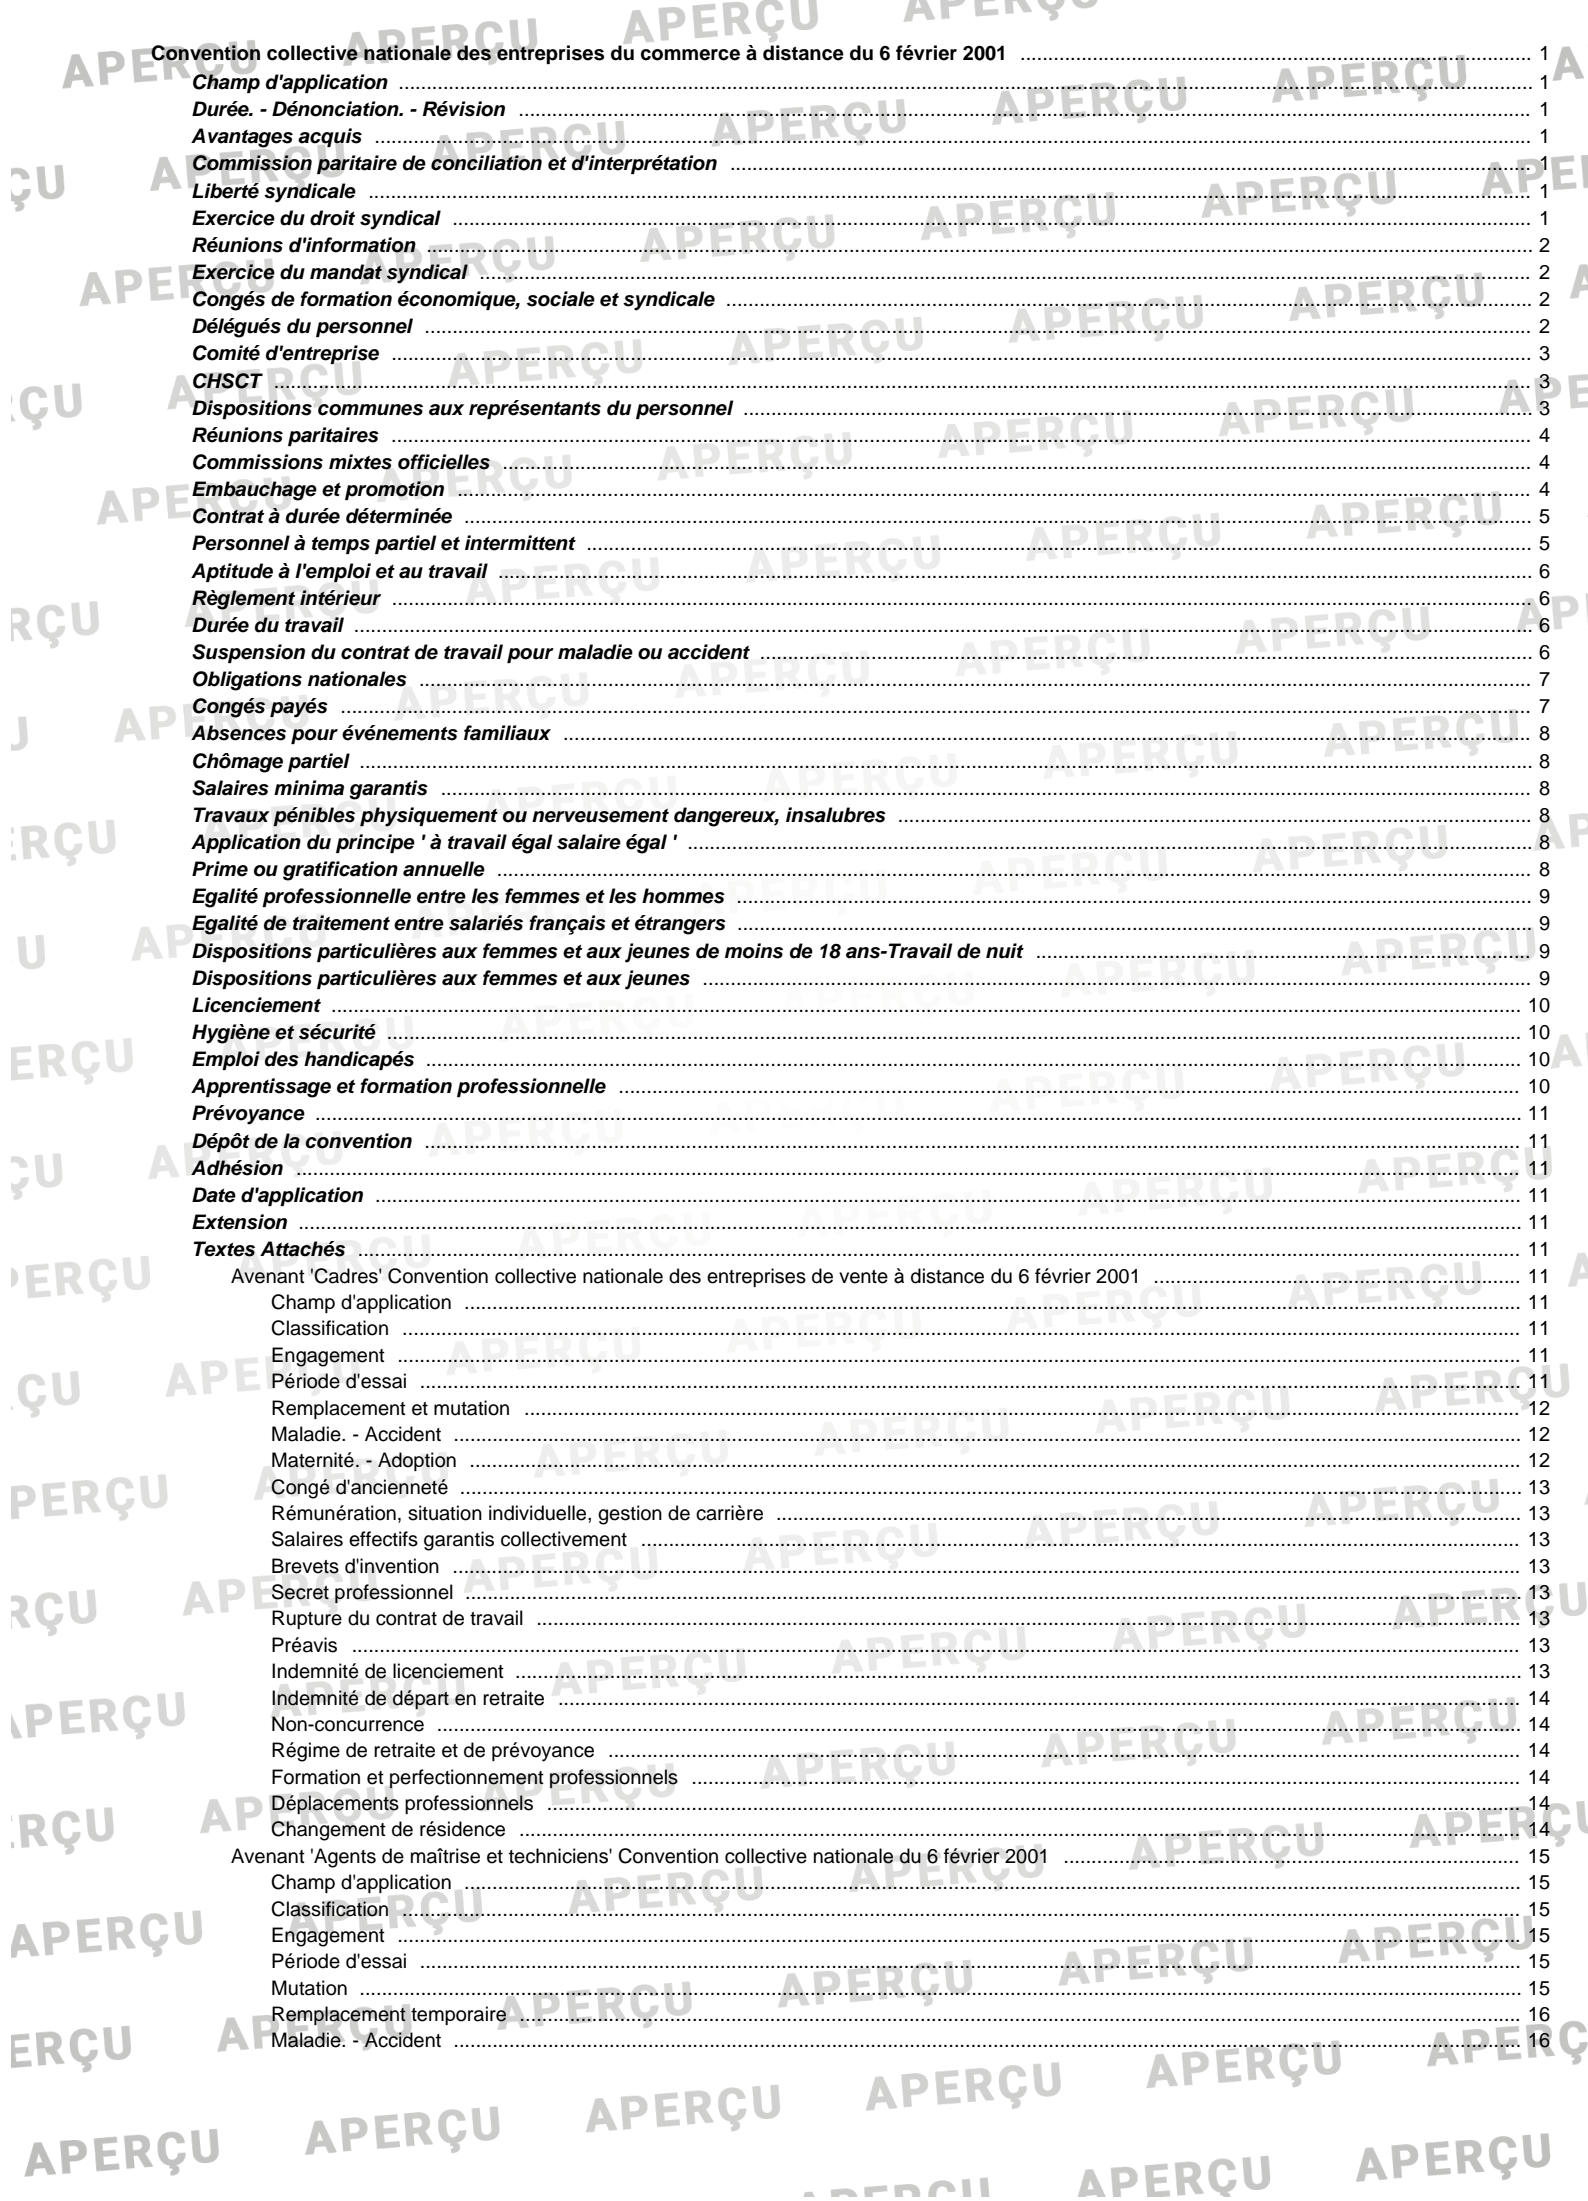 Convention collective nationale des entreprises du commerce à distance du 6 février 2001 1
Champ d'application 1
Durée. - Dénonciation. - Révision 1
Avantages acquis 1
Commission paritaire de conciliation et d'interprétation 1
Liberté syndicale 1
Exercice du droit syndical 1
Réunions d'information 2
Exercice du mandat syndical 2
Congés de formation économique, sociale et syndicale 2
Délégués du personnel 2
Comité d'entreprise 3
CHSCT 3
Dispositions communes aux représentants du personnel 3
Réunions paritaires 4
Commissions mixtes officielles 4
Embauchage et promotion 4
Contrat à durée déterminée 5
Personnel à temps partiel et intermittent 5
Aptitude à l'emploi et au travail 6
Règlement intérieur 6
Durée du travail 6
Suspension du contrat de travail pour maladie ou accident 6
Obligations nationales 7
Congés payés 7
Absences pour événements familiaux 8
Chômage partiel 8
Salaires minima garantis 8
Travaux pénibles physiquement ou nerveusement dangereux, insalubres 8
Application du principe ' à travail égal salaire égal ' 8
Prime ou gratification annuelle 8
Egalité professionnelle entre les femmes et les hommes 9
Egalité de traitement entre salariés français et étrangers 9
Dispositions particulières aux femmes et aux jeunes de moins de 18 ans-Travail de nuit 9
Dispositions particulières aux femmes et aux jeunes 9
Licenciement 10
Hygiène et sécurité 10
Emploi des handicapés 10
Apprentissage et formation professionnelle 10
Prévoyance 11
Dépôt de la convention 11
Adhésion 11
Date d'application 11
Extension 11
Textes Attachés 11
Avenant 'Cadres' Convention collective nationale des entreprises de vente à distance du 6 février 2001 11
Champ d'application 11
Classification 11
Engagement 11
Période d'essai 11
Remplacement et mutation 12
Maladie. - Accident 12
Maternité. - Adoption 12
Congé d'ancienneté 13
Rémunération, situation individuelle, gestion de carrière 13
Salaires effectifs garantis collectivement 13
Brevets d'invention 13
Secret professionnel 13
Rupture du contrat de travail 13
Préavis 13
Indemnité de licenciement 13
Indemnité de départ en retraite 14
Non-concurrence 14
Régime de retraite et de prévoyance 14
Formation et perfectionnement professionnels 14
Déplacements professionnels 14
Changement de résidence 14
Avenant 'Agents de maîtrise et techniciens' Convention collective nationale du 6 février 2001 15
Champ d'application 15
Classification 15
Engagement 15
Période d'essai 15
Mutation 15
Remplacement temporaire 16
Maladie. - Accident 16
APERÇU